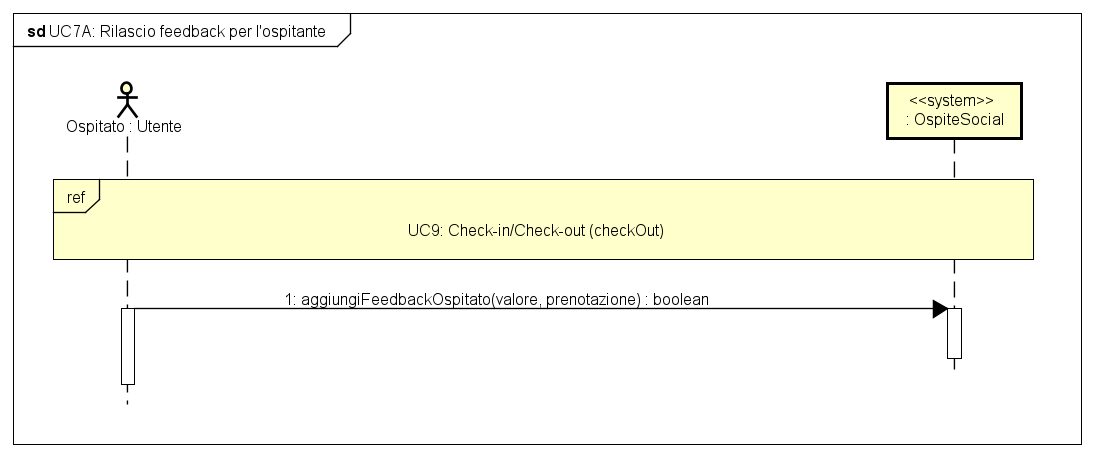 sd UC7A: Rilascio feedback per l'ospitante
Ospitato : Utente
<<system>>
: OspiteSocial
ref
UC9: Check-in/Check-out (checkOut)
1: aggiungiFeedbackOspitato(valore, prenotazione) : boolean